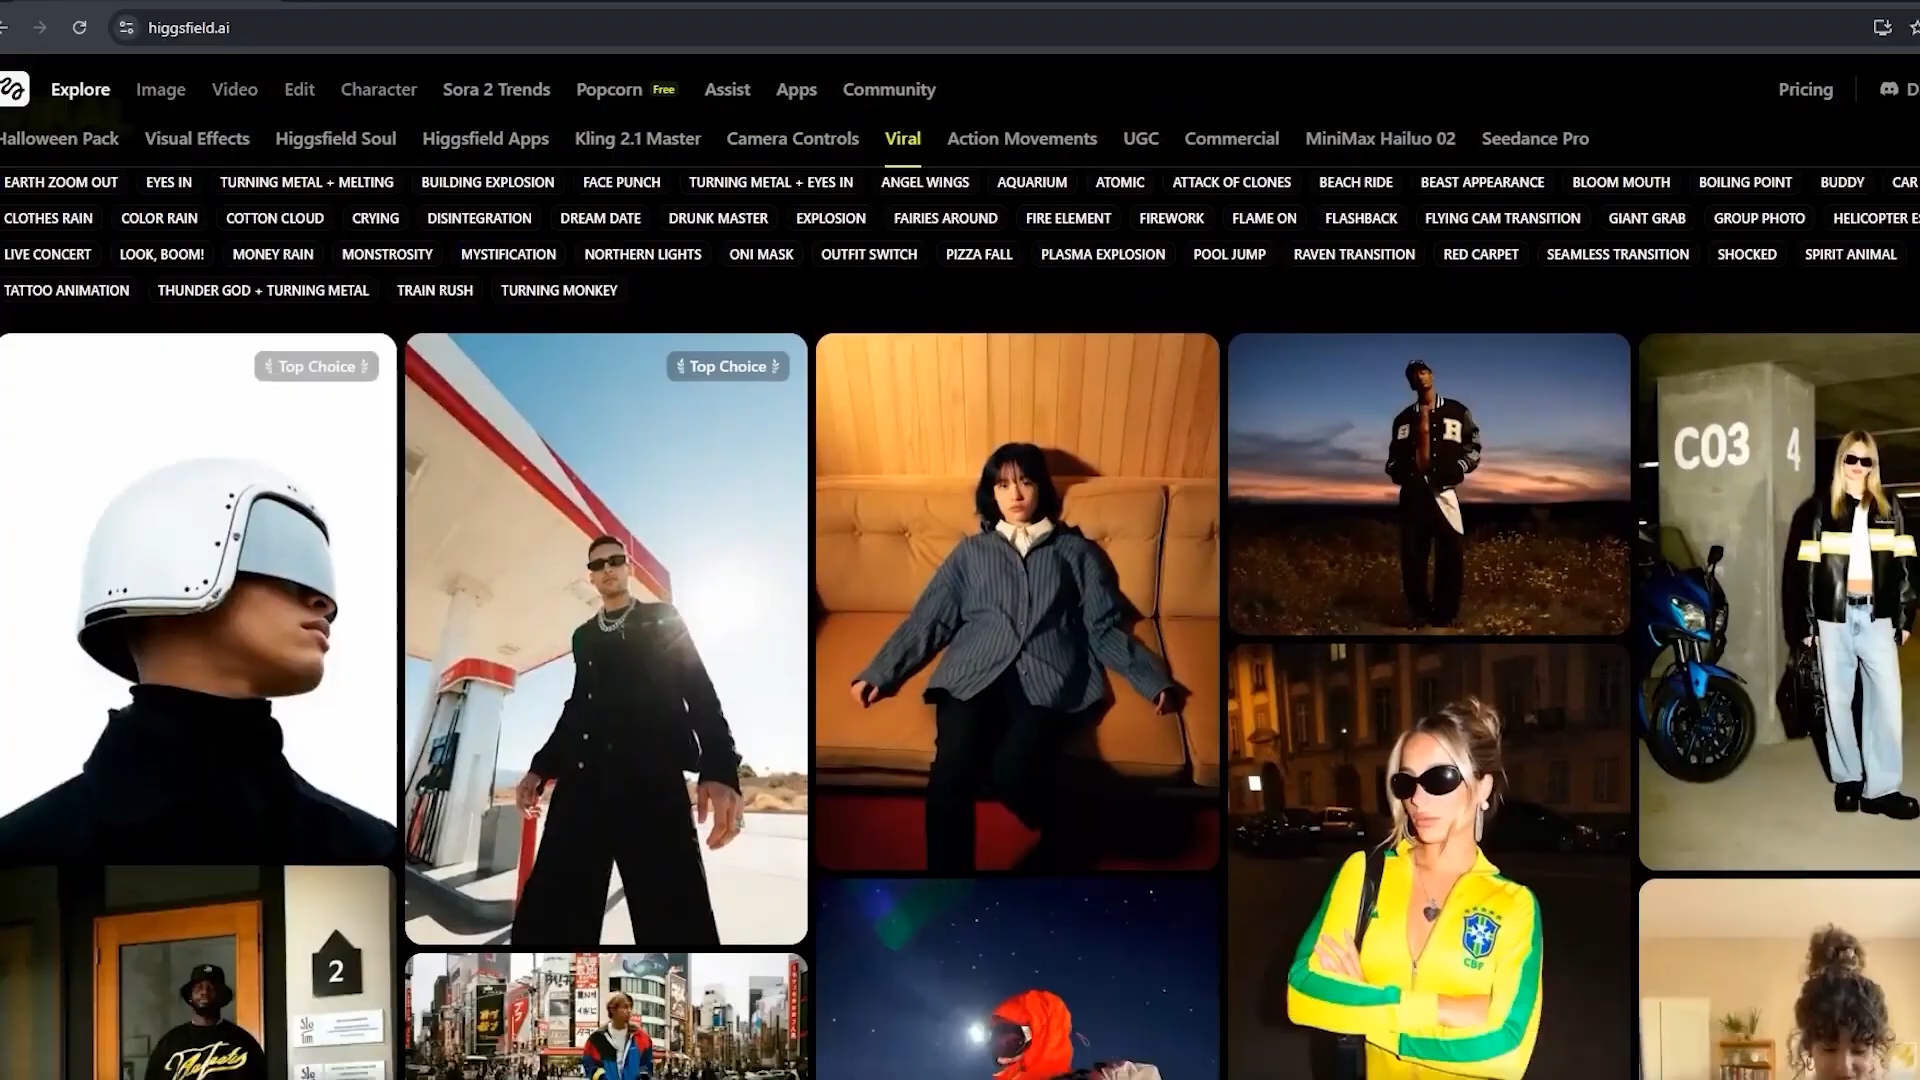 higgsfield.ai
Explore Image Video Edit Character Sora 2 Trends Popcorn Free Assist Apps Community Pricing
Halloween Pack Visual Effects Higgsfield Soul Higgsfield Apps Kling 2.1 Master Camera Controls Viral Action Movements UGC Commercial MiniMax Hailuo 02 Seedance Pro
EARTH ZOOM OUT EYES IN TURNING METAL + MELTING BUILDING EXPLOSION FACE PUNCH TURNING METAL + EYES IN ANGEL WINGS AQUARIUM ATOMIC ATTACK OF CLONES BEACH RIDE BEAST APPEARANCE BLOOM MOUTH BOILING POINT BUDDY CAR
CLOTHES RAIN COLOR RAIN COTTON CLOUD CRYING DISINTEGRATION DREAM DATE DRUNK MASTER EXPLOSION FAIRIES AROUND FIRE ELEMENT FIREWORK FLAME ON FLASHBACK FLYING CAM TRANSITION GIANT GRAB GROUP PHOTO HELICOPTER
LIVE CONCERT LOOK, BOOM! MONEY RAIN MONSTROSITY MYSTIFICATION NORTHERN LIGHTS ONI MASK OUTFIT SWITCH PIZZA FALL PLASMA EXPLOSION POOL JUMP RAVEN TRANSITION RED CARPET SEAMLESS TRANSITION SHOCKED SPIRIT ANIMAL
TATTOO ANIMATION THUNDER GOD + TURNING METAL TRAIN RUSH TURNING MONKEY
Top Choice
Top Choice
C03 4
CBF
2